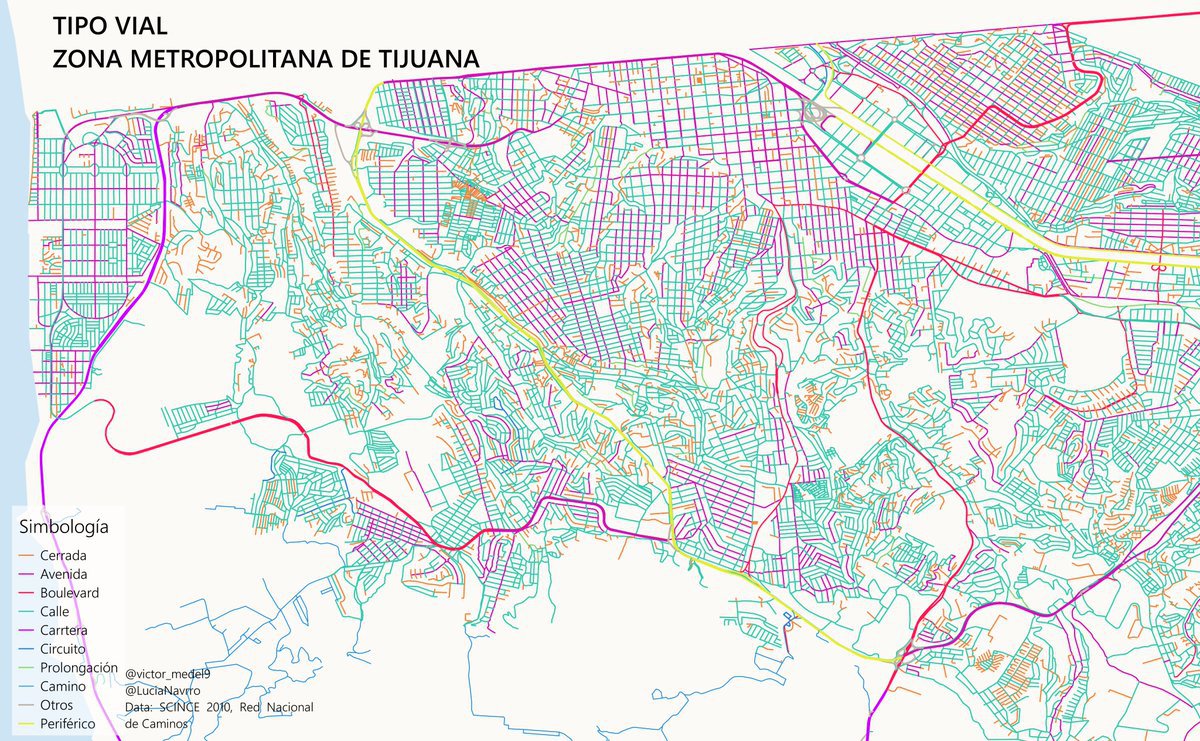 TIPO VIAL
ZONA METROPOLITANA DE TIJUANA
Simbología
Cerrada
Avenida
Boulevard
Calle
Carrtera
Circuito
Prolongación
Camino
Otros
Periférico
@victor_medel9
@LuciaNavrro
Data: SCINCE 2010, Red Nacional
de Caminos